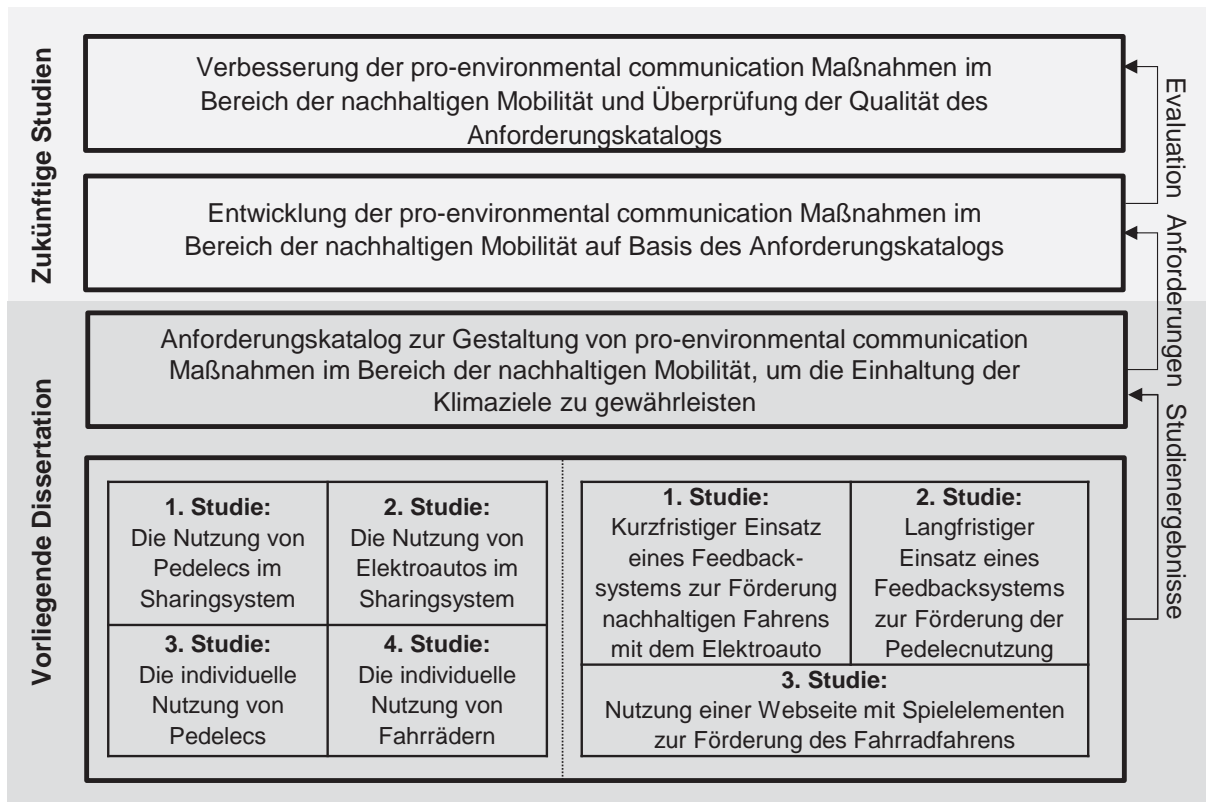 Zukünftige Studien
Verbesserung der pro-environmental communication Maßnahmen im
Bereich der nachhaltigen Mobilität und Überprüfung der Qualität des
Anforderungskatalogs
Entwicklung der pro-environmental communication Maßnahmen im
Bereich der nachhaltigen Mobilität auf Basis des Anforderungskatalogs
Evaluation
Anforderungen
Studienergebnisse
Vorliegende Dissertation
Anforderungskatalog zur Gestaltung von pro-environmental communication
Maßnahmen im Bereich der nachhaltigen Mobilität, um die Einhaltung der
Klimaziele zu gewährleisten
1. Studie:
Die Nutzung von
Pedelecs im
Sharingsystem
2. Studie:
Die Nutzung von
Elektroautos im
Sharingsystem
3. Studie:
Die individuelle
Nutzung von
Pedelecs
4. Studie:
Die individuelle
Nutzung von
Fahrrädern
1. Studie:
Kurzfristiger Einsatz
eines Feedback-
systems zur Förderung
nachhaltigen Fahrens
mit dem Elektroauto
2. Studie:
Langfristiger
Einsatz eines
Feedbacksystems
zur Förderung der
Pedelecnutzung
3. Studie:
Nutzung einer Webseite mit Spielelementen
zur Förderung des Fahrradfahrens